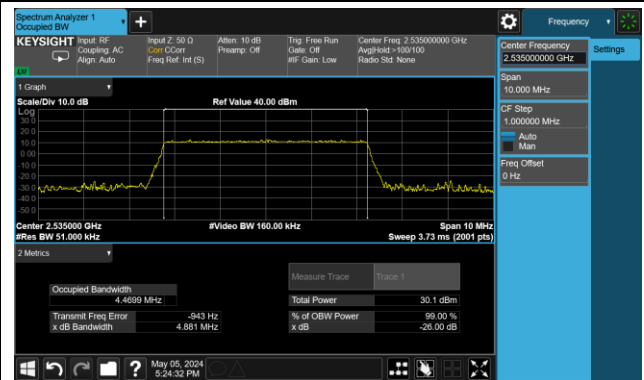 Spectrum Analyzer 1
Occupied BW
Frequency
KEYSIGHT
Input: RF
Coupling: AC
Align: Auto
Input Z: 50 Ω
Corr CCorr
Freq Ref: Int (S)
Atten: 10 dB
Preamp: Off
Trig: Free Run
Gate: Off
#IF Gain: Low
Center Freq: 2.535000000 GHz
Avg|Hold:>100/100
Radio Std: None
Center Frequency
2.535000000 GHz
Settings
Span
10.000 MHz
CF Step
1.000000 MHz
Auto
Man
Freq Offset
0 Hz
1 Graph
Scale/Div 10.0 dB
Ref Value 40.00 dBm
Log
30.0
20.0
10.0
0.00
-10.0
-20.0
-30.0
-40.0
-50.0
Center 2.535000 GHz
#Video BW 160.00 kHz
Span 10 MHz
#Res BW 51.000 kHz
Sweep 3.73 ms (2001 pts)
2 Metrics
Measure Trace
Trace 1
Occupied Bandwidth
4.4699 MHz
Total Power
30.1 dBm
Transmit Freq Error
-943 Hz
% of OBW Power
99.00 %
x dB Bandwidth
4.881 MHz
x dB
-26.00 dB
May 05, 2024
5:24:32 PM